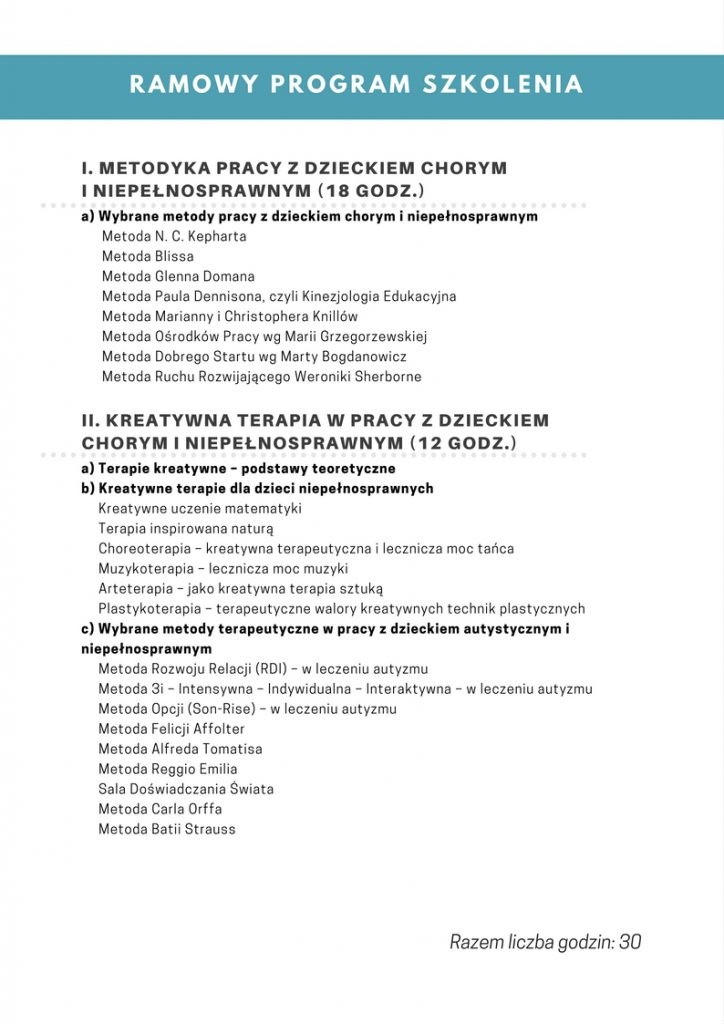 RAMOWY PROGRAM SZKOLENIA
I. METODYKA PRACY Z DZIECKIEM CHORYM
I NIEPEŁNOSPRAWNYM (18 GODZ.)
a) Wybrane metody pracy z dzieckiem chorym i niepełnosprawnym
Metoda N. C. Kepharta
Metoda Blissa
Metoda Glenna Domana
Metoda Paula Dennisona, czyli Kinezjologia Edukacyjna
Metoda Marianny i Christophera Knillów
Metoda Ośrodków Pracy wg Marii Grzegorzewskiej
Metoda Dobrego Startu wg Marty Bogdanowicz
Metoda Ruchu Rozwijającego Weroniki Sherborne
II. KREATYWNA TERAPIA W PRACY Z DZIECKIEM
CHORYM I NIEPEŁNOSPRAWNYM (12 GODZ.)
a) Terapie kreatywne – podstawy teoretyczne
b) Kreatywne terapie dla dzieci niepełnosprawnych
Kreatywne uczenie matematyki
Terapia inspirowana naturą
Choreoterapia – kreatywna terapeutyczna i lecznicza moc tańca
Muzykoterapia – lecznicza moc muzyki
Arteterapia – jako kreatywna terapia sztuką
Plastykoterapia – terapeutyczne walory kreatywnych technik plastycznych
c) Wybrane metody terapeutyczne w pracy z dzieckiem autystycznym i
niepełnosprawnym
Metoda Rozwoju Relacji (RDI) – w leczeniu autyzmu
Metoda 3i – Intensywna – Indywidualna – Interaktywna – w leczeniu autyzmu
Metoda Opcji (Son-Rise) – w leczeniu autyzmu
Metoda Felicji Affolter
Metoda Alfreda Tomatisa
Metoda Reggio Emilia
Sala Doświadczania Świata
Metoda Carla Orffa
Metoda Batii Strauss
Razem liczba godzin: 30